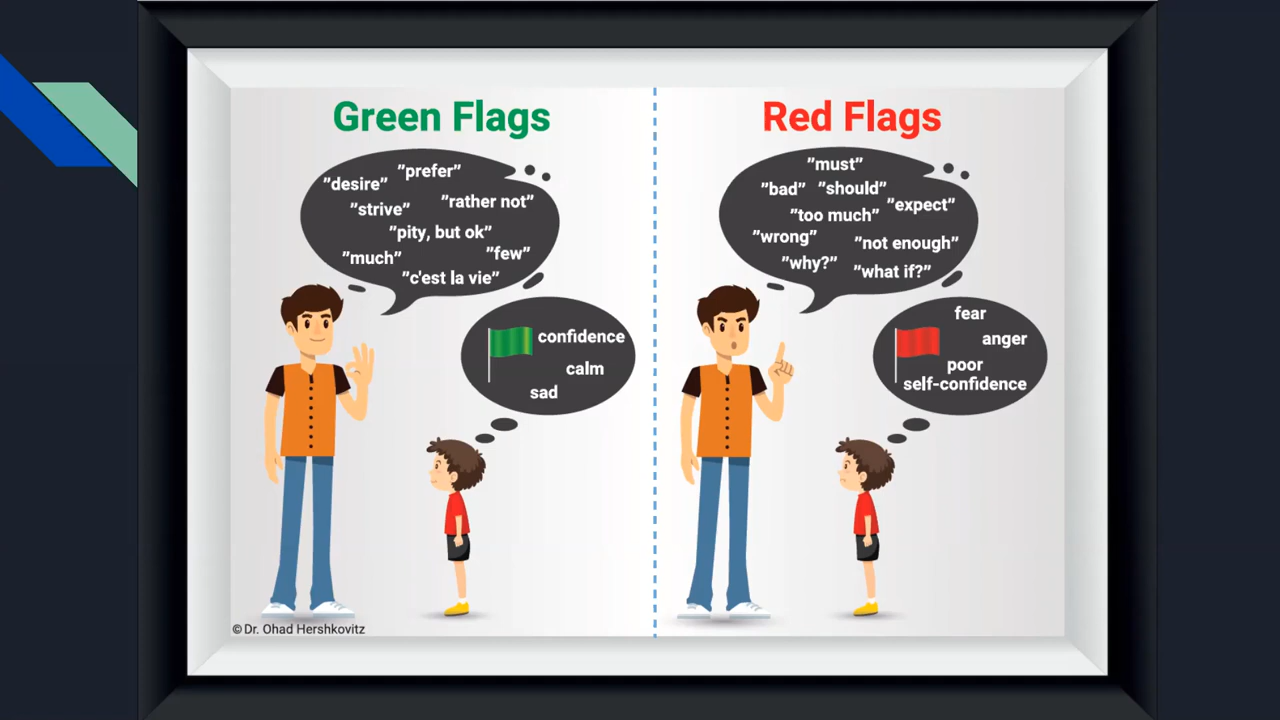 Green Flags
"prefer"
"desire"
"rather not"
"strive"
"pity, but ok"
"much"
"few"
"c'est la vie"
confidence
calm
sad
© Dr. Ohad Hershkovitz
Red Flags
"must"
"bad" "should"
"expect"
"too much"
"wrong"
"not enough"
"why?"
"what if?"
fear
anger
poor
self-confidence